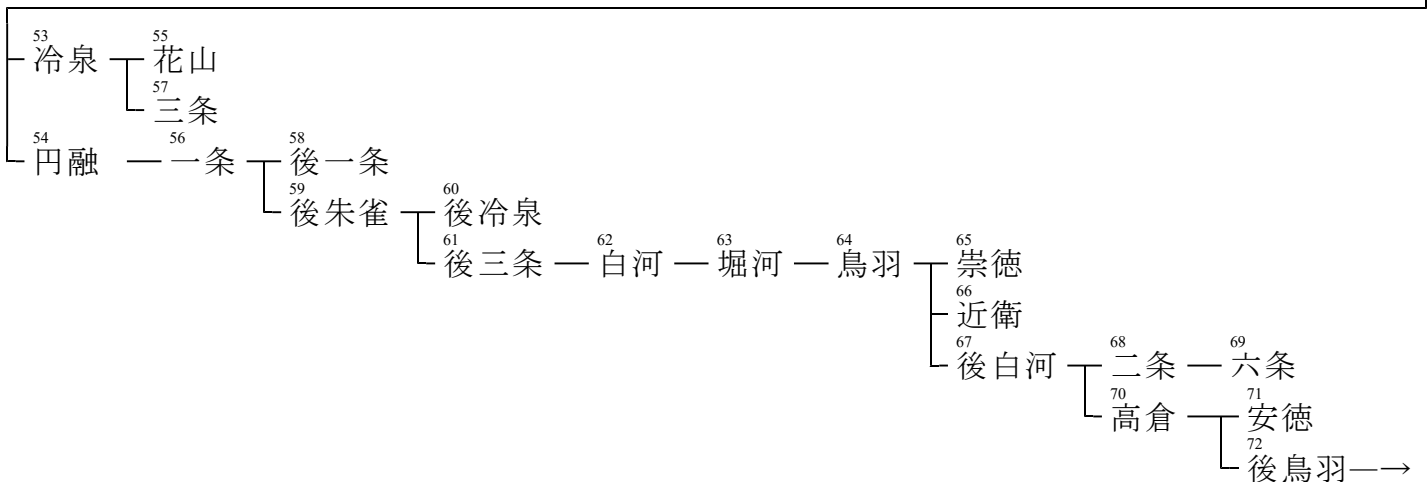 53 55
冷泉 花山
57
三条
54 56 58
円融 一条 後一条
59 60
後朱雀 後冷泉
61 62 63 64 65
後三条 白河 堀河 鳥羽 崇徳
66
近衛
67 68 69
後白河 二条 六条
70 71
高倉 安徳
72
後鳥羽→